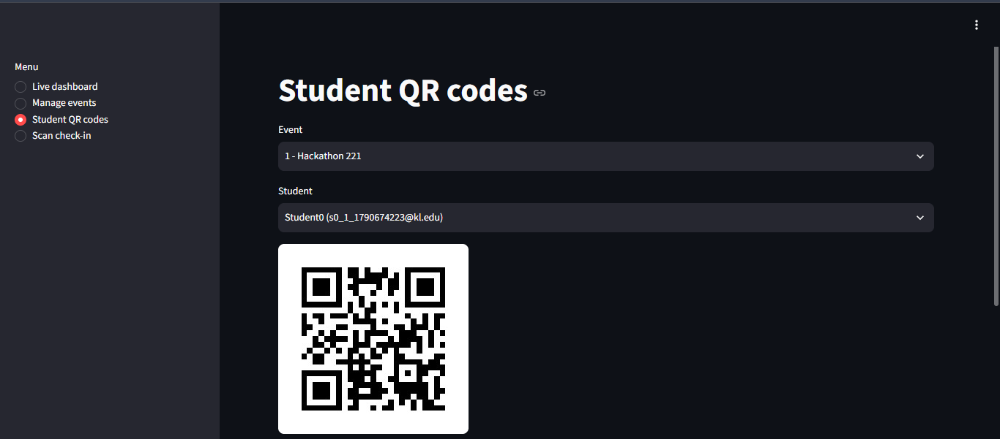 Menu
Live dashboard
Manage events
Student QR codes
Scan check-in
Student QR codes
Event
1 - Hackathon 221
Student
Student0 (s0_1_1790674223@kl.edu)